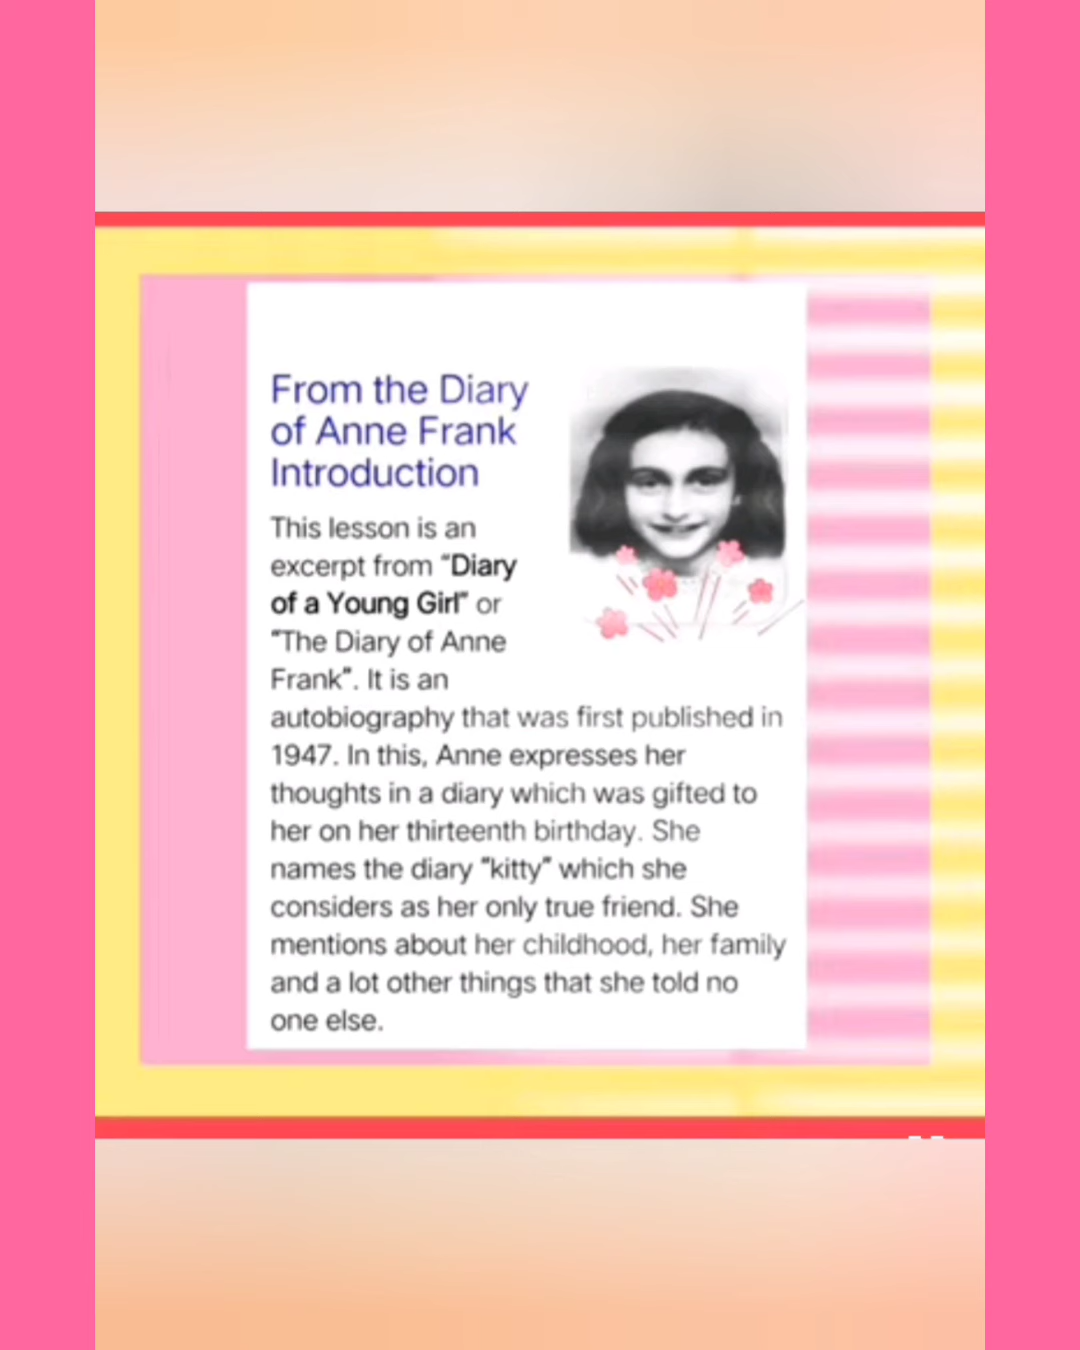 From the Diary
of Anne Frank
Introduction
This lesson is an
excerpt from "Diary
of a Young Girl" or
"The Diary of Anne
Frank". It is an
autobiography that was first published in
1947. In this, Anne expresses her
thoughts in a diary which was gifted to
her on her thirteenth birthday. She
names the diary "kitty" which she
considers as her only true friend. She
mentions about her childhood, her family
and a lot other things that she told no
one else.